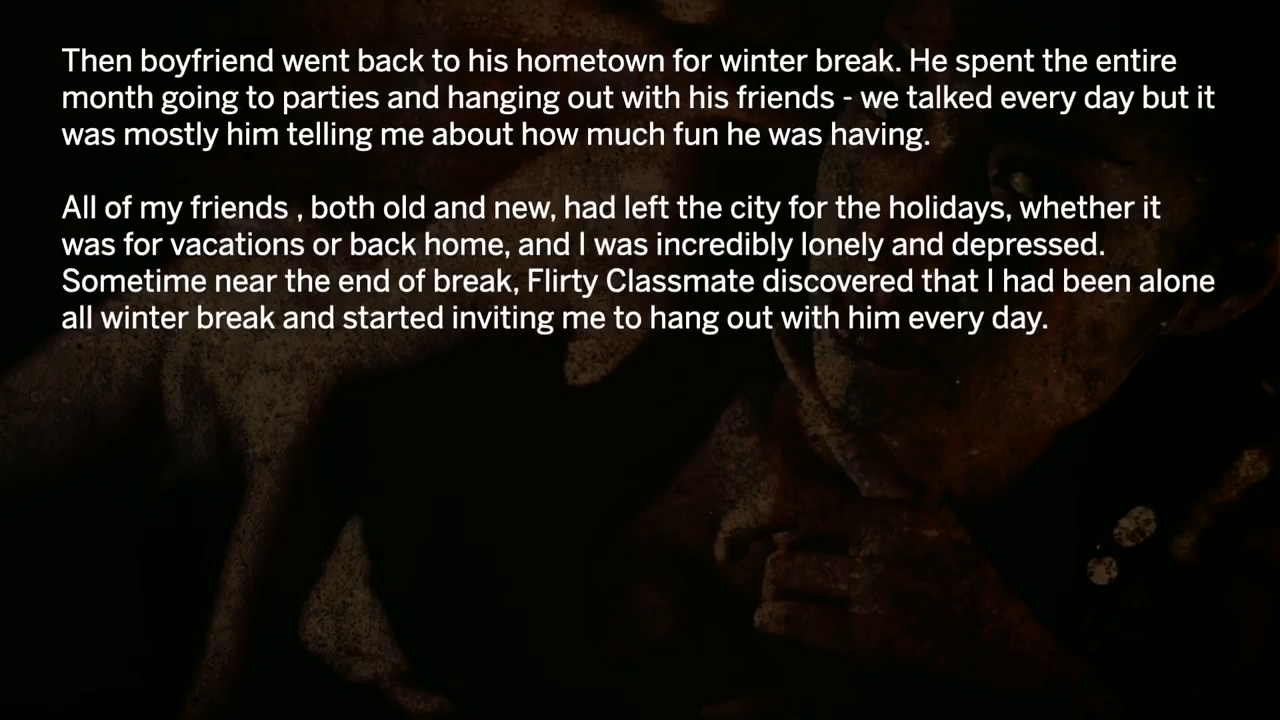 Then boyfriend went back to his hometown for winter break. He spent the entire
month going to parties and hanging out with his friends - we talked every day but it
was mostly him telling me about how much fun he was having.
All of my friends , both old and new, had left the city for the holidays, whether it
was for vacations or back home, and I was incredibly lonely and depressed.
Sometime near the end of break, Flirty Classmate discovered that I had been alone
all winter break and started inviting me to hang out with him every day.